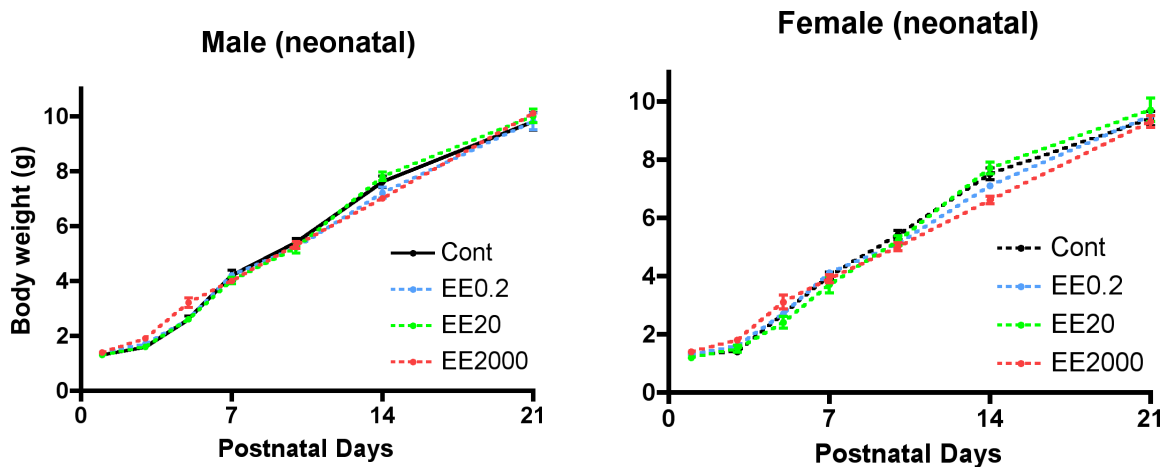 Male (neonatal)
Body weight (g)
10
8
6
4
2
0
0 7 14 21
Postnatal Days
Cont
EE0.2
EE20
EE2000
Female (neonatal)
10
8
6
4
2
0
0 7 14 21
Postnatal Days
Cont
EE0.2
EE20
EE2000